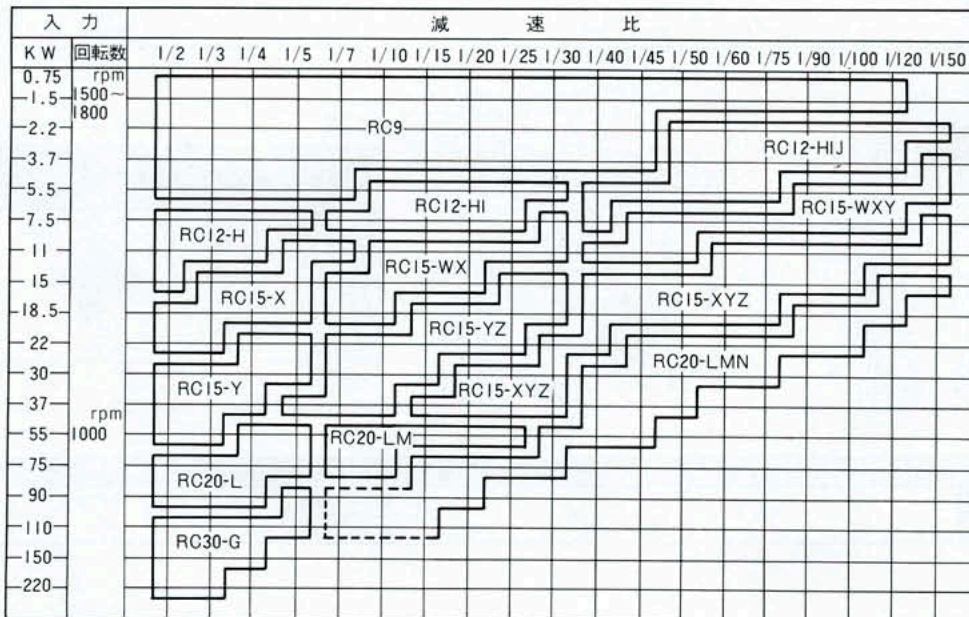 入力 減速比
KW 回転数 1/2 1/3 1/4 1/5 1/7 1/10 1/15 1/20 1/25 1/30 1/45 1/50 1/60 1/75 1/90 1/100 1/120 1/150
0.75 rpm
1.5 1500~
1800
2.2 RC9
RC12-HIJ
3.7
5.5
RC12-HI RC15-WXY
7.5
RC12-H
11
RC15-WX
15
RC15-X RC15-XYZ
18.5
RC15-YZ
22
RC20-LMN
30
RC15-Y RC15-XYZ
37
rpm
55 1000
RC20-LM
75
RC20-L
90
110
RC30-G
150
220